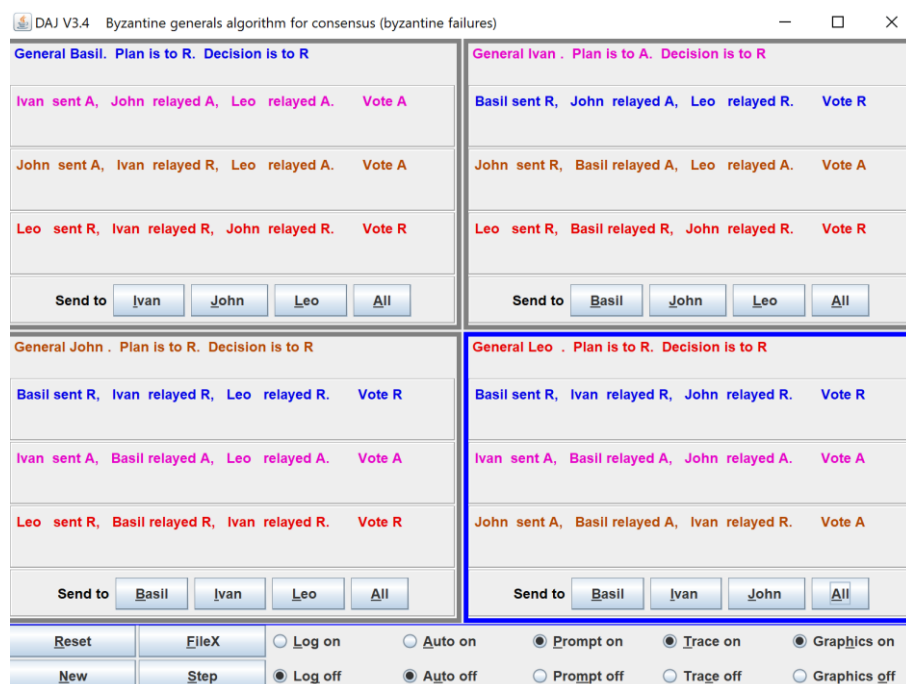 DAJ V3.4 Byzantine generals algorithm for consensus (byzantine failures)
General Basil. Plan is to R. Decision is to R
Ivan sent A, John relayed A, Leo relayed A. Vote A
John sent A, Ivan relayed R, Leo relayed A. Vote A
Leo sent R, Ivan relayed R, John relayed R. Vote R
Send to Ivan John Leo All
General Ivan . Plan is to A. Decision is to R
Basil sent R, John relayed A, Leo relayed R. Vote R
John sent R, Basil relayed A, Leo relayed A. Vote A
Leo sent R, Basil relayed R, John relayed R. Vote R
Send to Basil John Leo All
General John . Plan is to R. Decision is to R
Basil sent R, Ivan relayed R, Leo relayed R. Vote R
Ivan sent A, Basil relayed A, Leo relayed A. Vote A
Leo sent R, Basil relayed R, Ivan relayed R. Vote R
Send to Basil Ivan Leo All
General Leo . Plan is to R. Decision is to R
Basil sent R, Ivan relayed R, John relayed R. Vote R
Ivan sent A, Basil relayed A, John relayed A. Vote A
John sent A, Basil relayed A, Ivan relayed R. Vote A
Send to Basil Ivan John All
Reset FileX Log on Auto on Prompt on Trace on Graphics on
New Step Log off Auto off Prompt off Trace off Graphics off